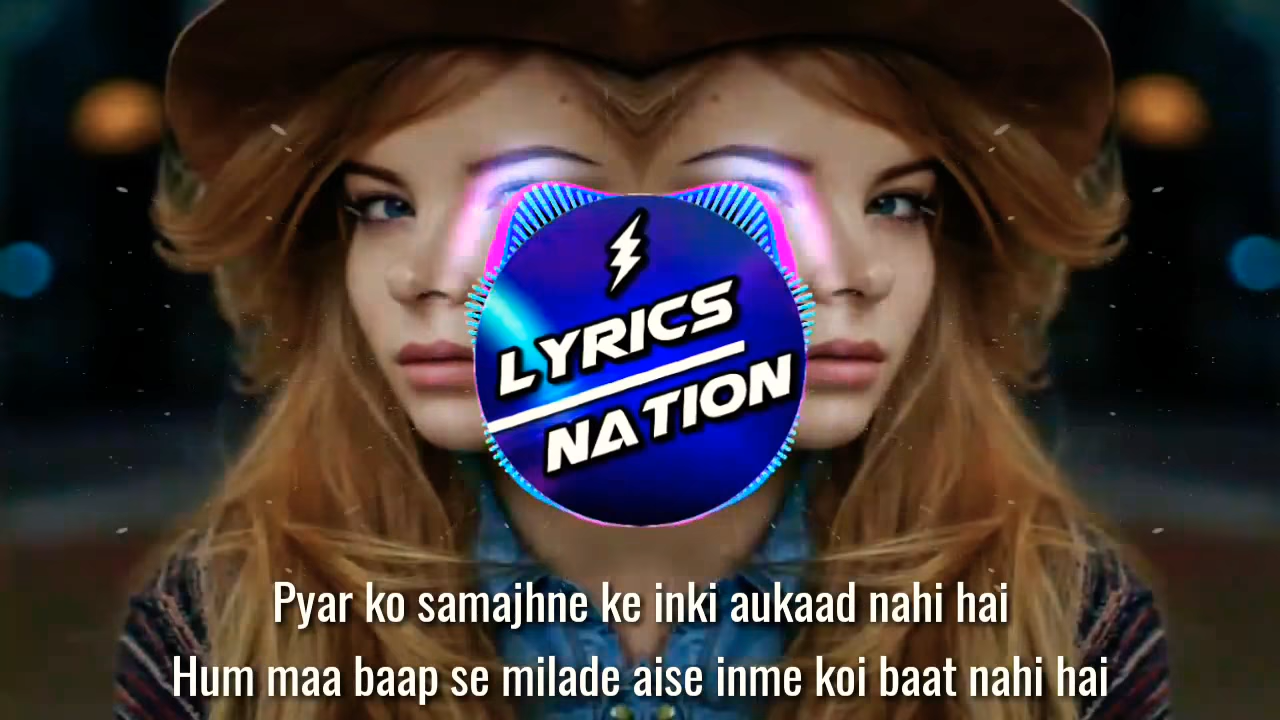 LYRICS
NATION
Pyar ko samajhne ke inki aukaad nahi hai
Hum maa baap se milade aise inme koi baat nahi hai